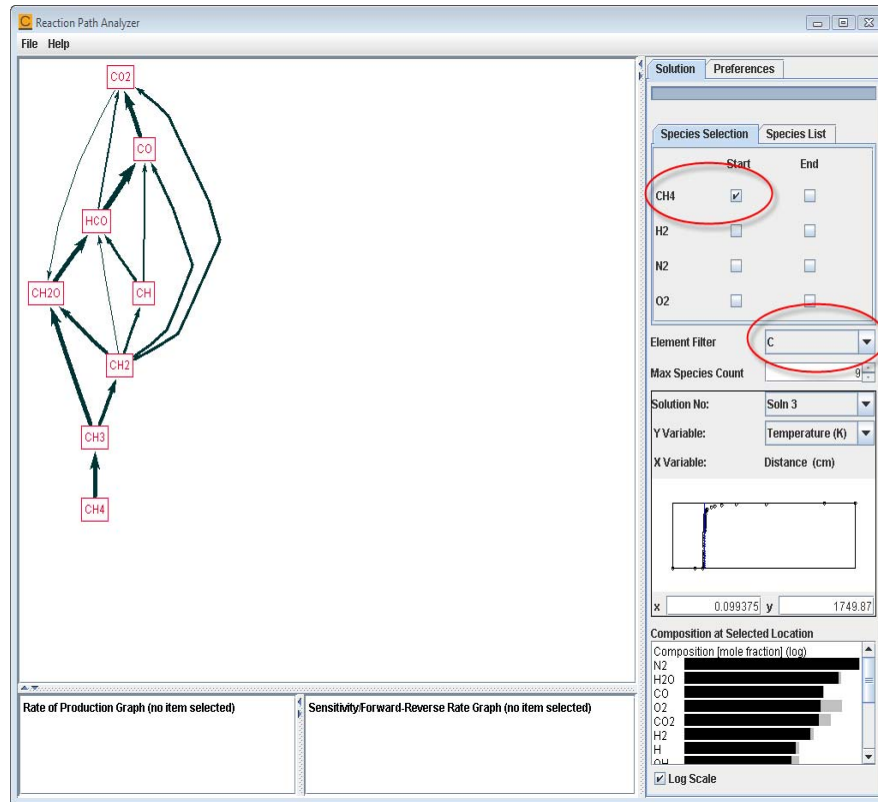 C Reaction Path Analyzer
File Help
CO2
CO
HCO
CH2O
CH
CH2
CH3
CH4
Rate of Production Graph (no item selected)
Sensitivity/Forward-Reverse Rate Graph (no item selected)
Solution Preferences
Species Selection Species List
Start End
CH4
H2
N2
O2
Element Filter C
Max Species Count 9
Solution No: Soln 3
Y Variable: Temperature (K)
X Variable: Distance (cm)
x 0.099375 y 1749.87
Composition at Selected Location
Composition [mole fraction] (log)
N2
H2O
CO
O2
CO2
H2
H
OH
Log Scale